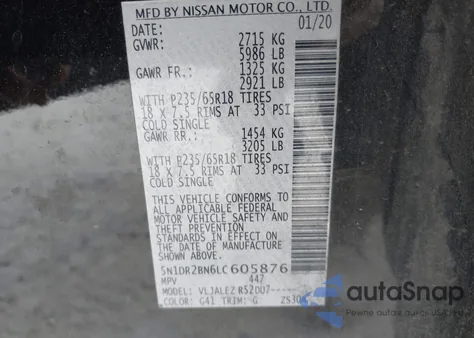 MFD BY NISSAN MOTOR CO., LTD.
DATE: 01/20
GVWR: 2715 KG
5986 LB
GAWR FR.: 1325 KG
2921 LB
WITH P235/65R18 TIRES
18 X 7.5 RIMS AT 33 PSI
COLD SINGLE
GAWR RR.: 1454 KG
3205 LB
WITH P235/65R18 TIRES
18 X 7.5 RIMS AT 33 PSI
COLD SINGLE
THIS VEHICLE CONFORMS TO
ALL APPLICABLE FEDERAL
MOTOR VEHICLE SAFETY AND
THEFT PREVENTION
STANDARDS IN EFFECT ON
THE DATE OF MANUFACTURE
SHOWN ABOVE.
5N1DR2BN6LC605876
MPV 442
MODEL: VLJALEZ R52UU7-----
COLOR: G41 TRIM: G
autoSnap